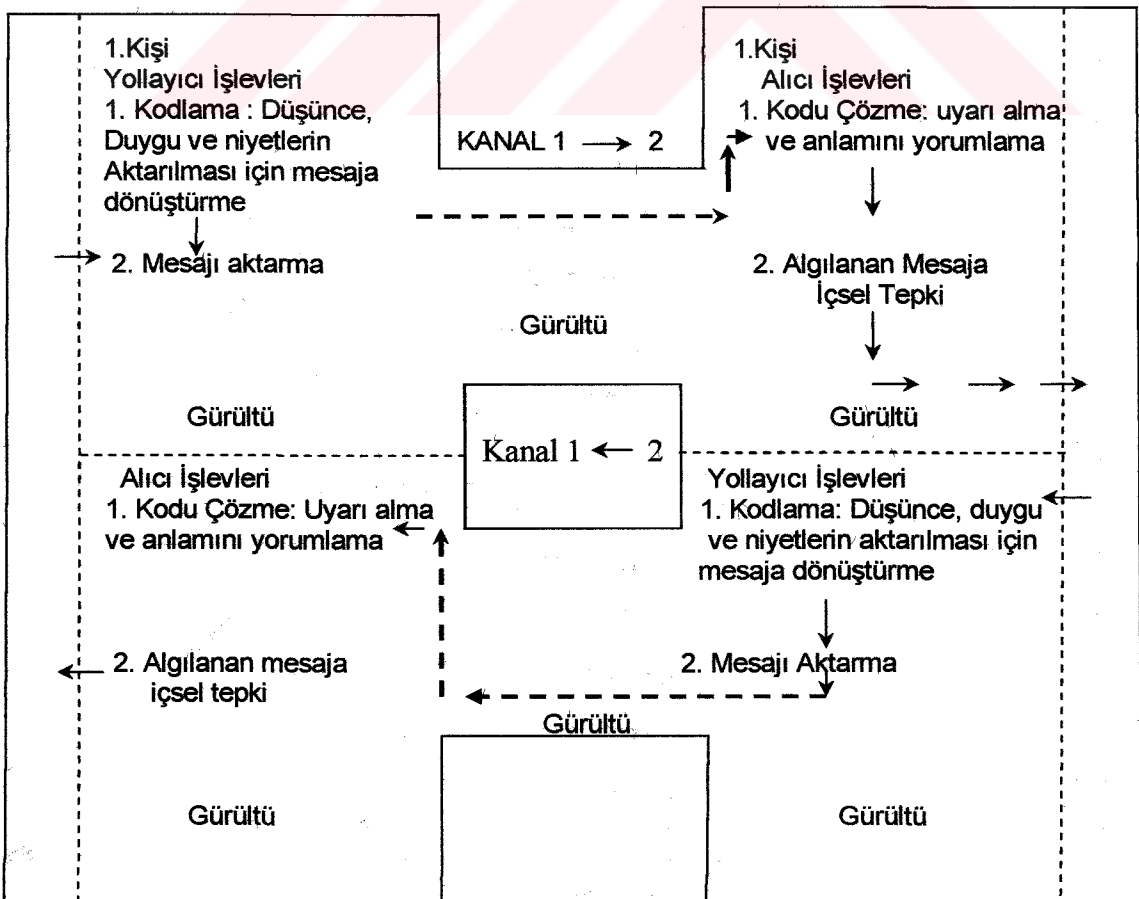 1.Kişi
Yollayıcı İşlevleri
1. Kodlama : Düşünce,
Duygu ve niyetlerin
Aktarılması için mesaja
dönüştürme
2. Mesajı aktarma
KANAL 1 → 2
1.Kişi
Alıcı İşlevleri
1. Kodu Çözme: uyarı alma
ve anlamını yorumlama
2. Algılanan Mesaja
İçsel Tepki
Gürültü
Gürültü
Gürültü
Kanal 1 ← 2
Alıcı İşlevleri
1. Kodu Çözme: Uyarı alma
ve anlamını yorumlama
2. Algılanan mesaja
içsel tepki
Yollayıcı İşlevleri
1. Kodlama: Düşünce, duygu
ve niyetlerin aktarılması için
mesaja dönüştürme
2. Mesajı Aktarma
Gürültü
Gürültü
Gürültü